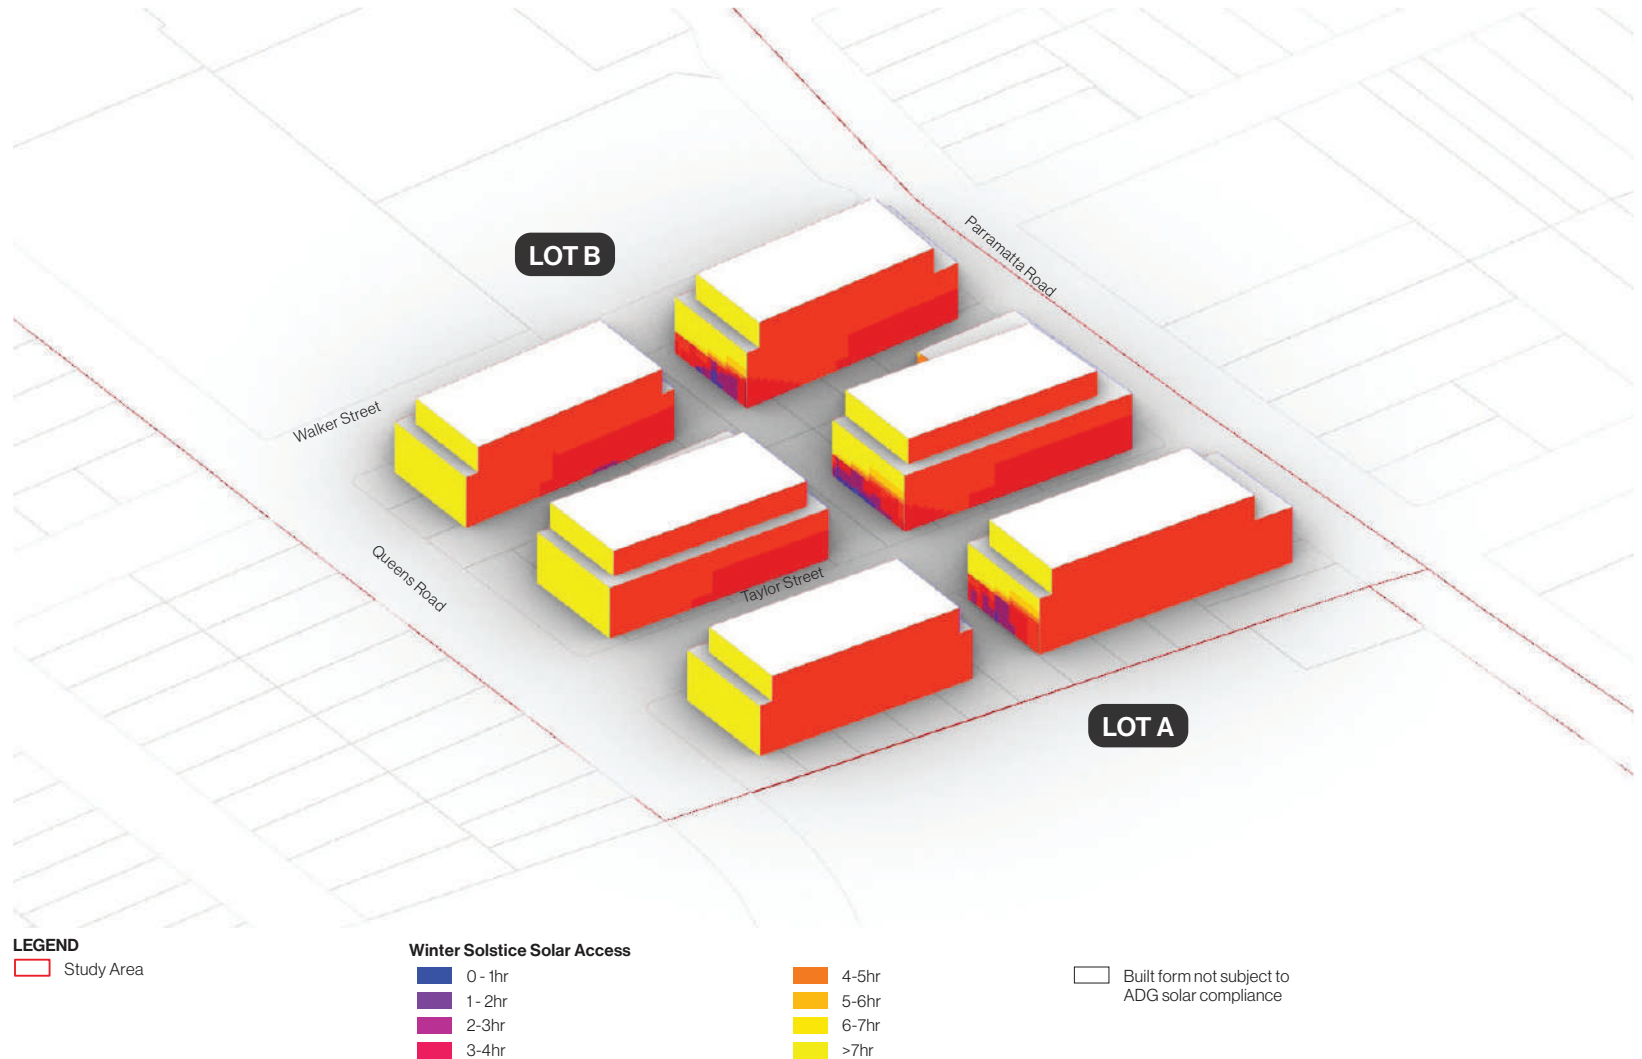 LOT B
Parramatta Road
Walker Street
Queens Road
Taylor Street
LOT A
LEGEND
Study Area
Winter Solstice Solar Access
0 - 1hr
1 - 2hr
2-3hr
3-4hr
4-5hr
5-6hr
6-7hr
>7hr
Built form not subject to
ADG solar compliance